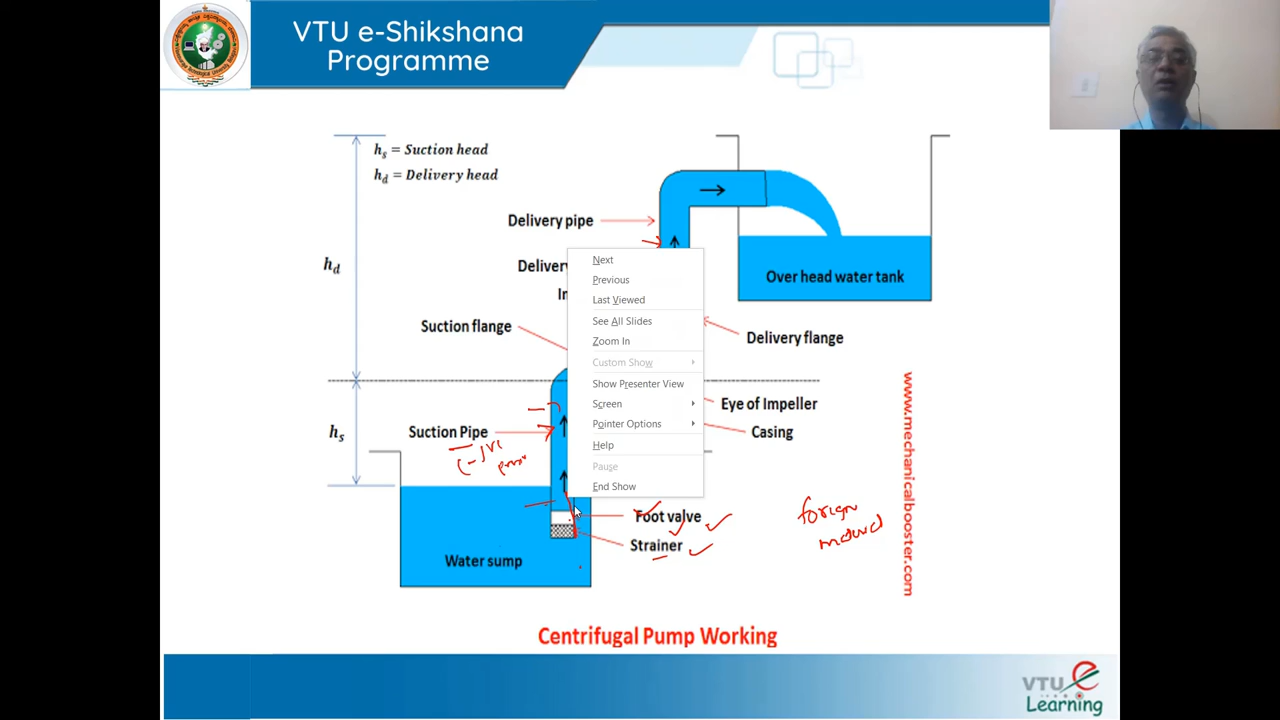 VTU e-Shikshana
Programme
hs = Suction head
hd = Delivery head
Delivery pipe
hd
Delivery
Over head water tank
Suction flange
Delivery flange
Next
Previous
Last Viewed
See All Slides
Zoom In
Custom Show
Show Presenter View
Screen
Pointer Options
Help
Pause
End Show
Eye of Impeller
Casing
hs
Suction Pipe
(-)ve
Foot valve
Strainer
Water sump
foriegn
www.mechanicalbooster.com
Centrifugal Pump Working
VTU e
Learning